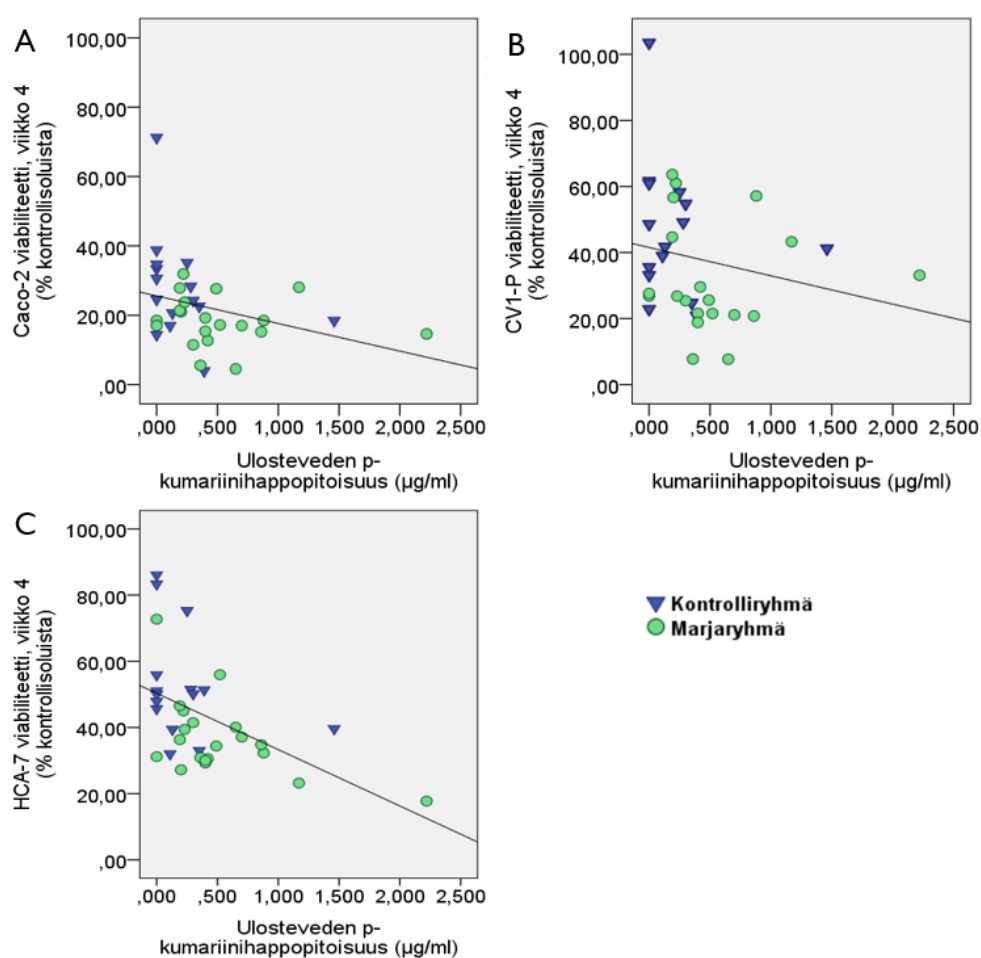 A
Caco-2 viabiliteetti, viikko 4
(% kontrollisoluista)
100,00
80,00
60,00
40,00
20,00
,00
,000 ,500 1,000 1,500 2,000 2,500
Ulosteveden p-
kumariinihappopitoisuus (µg/ml)
B
CV1-P viabiliteetti, viikko 4
(% kontrollisoluista)
100,00
80,00
60,00
40,00
20,00
,00
,000 ,500 1,000 1,500 2,000 2,500
Ulosteveden p-
kumariinihappopitoisuus (µg/ml)
C
HCA-7 viabiliteetti, viikko 4
(% kontrollisoluista)
100,00
80,00
60,00
40,00
20,00
,00
,000 ,500 1,000 1,500 2,000 2,500
Ulosteveden p-
kumariinihappopitoisuus (µg/ml)
Kontrolliryhmä
Marjaryhmä